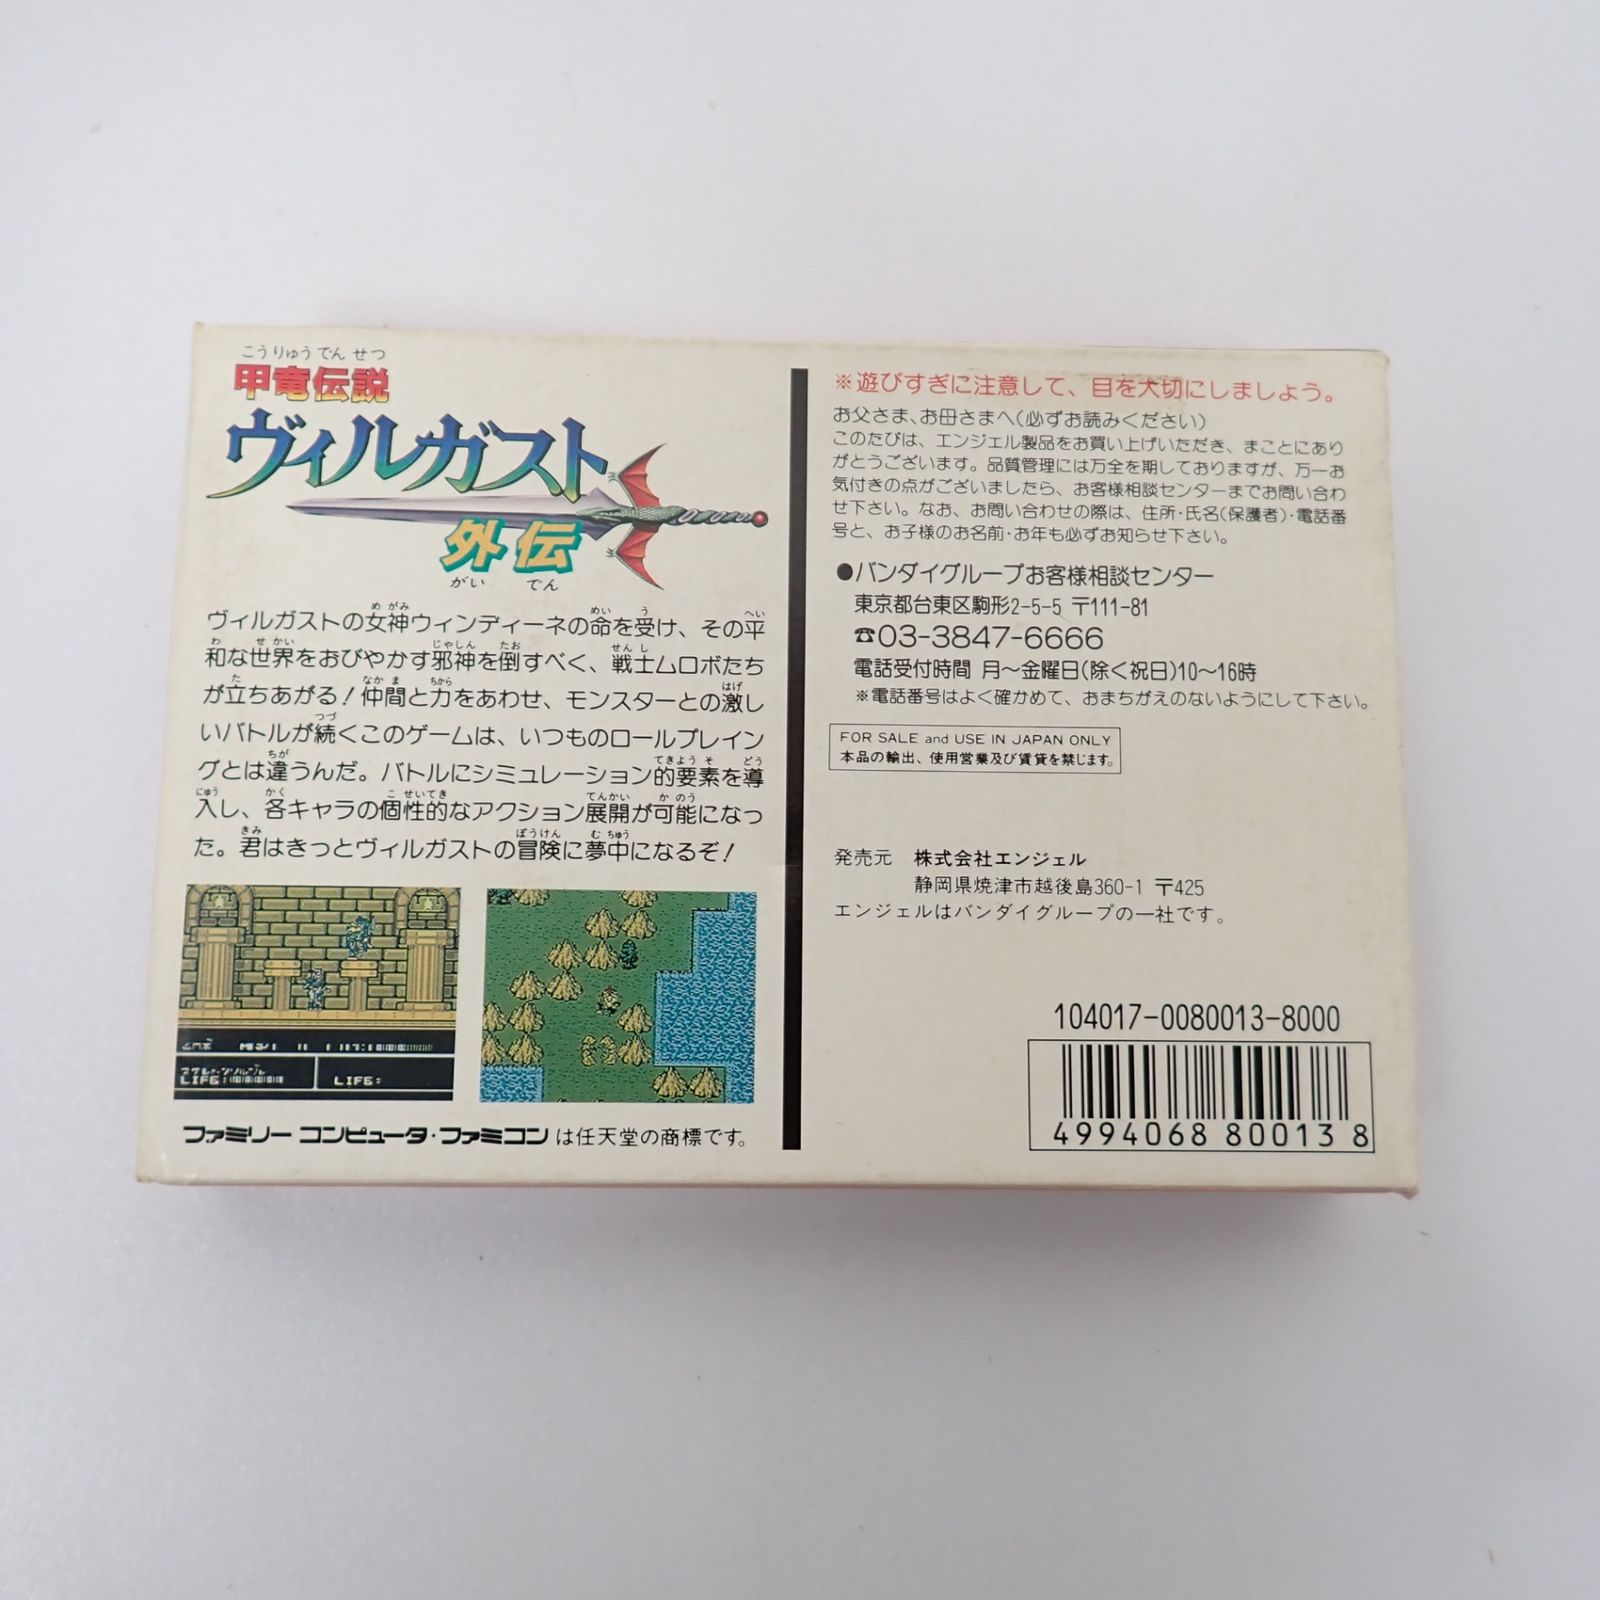 こうりゅうでんせつ
甲竜伝説
ヴィルガスト
外伝
がいでん
ヴィルガストの女神ウィンディーネの命を受け、その平
和な世界をおびやかす邪神を倒すべく、戦士ムロボたち
が立ちあがる!仲間と力をあわせ、モンスターとの激し
いバトルが続くこのゲームは、いつものロールプレイン
グとは違うんだ。バトルにシミュレーション的要素を導
入し、各キャラの個性的なアクション展開が可能になっ
た。君はきっとヴィルガストの冒険に夢中になるぞ!
LIFE:
LIFE:
ファミリーコンピュータ・ファミコンは任天堂の商標です。
※遊びすぎに注意して、目を大切にしましょう。
お父さま、お母さまへ(必ずお読みください)
このたびは、エンジェル製品をお買い上げいただき、まことにあり
がとうございます。品質管理には万全を期しておりますが、万一お
気付きの点がございましたら、お客様相談センターまでお問い合わ
せ下さい。なお、お問い合わせの際は、住所・氏名(保護者)・電話番
号と、お子様のお名前・お年も必ずお知らせ下さい。
●バンダイグループお客様相談センター
東京都台東区駒形2-5-5 〒111-81
☎03-3847-6666
電話受付時間 月〜金曜日(除く祝日)10〜16時
※電話番号はよく確かめて、おまちがえのないようにして下さい。
FOR SALE and USE IN JAPAN ONLY
本品の輸出、使用営業及び賃貸を禁じます。
発売元 株式会社エンジェル
静岡県焼津市越後島360-1 〒425
エンジェルはバンダイグループの一社です。
104017-0080013-8000
4994068 800138